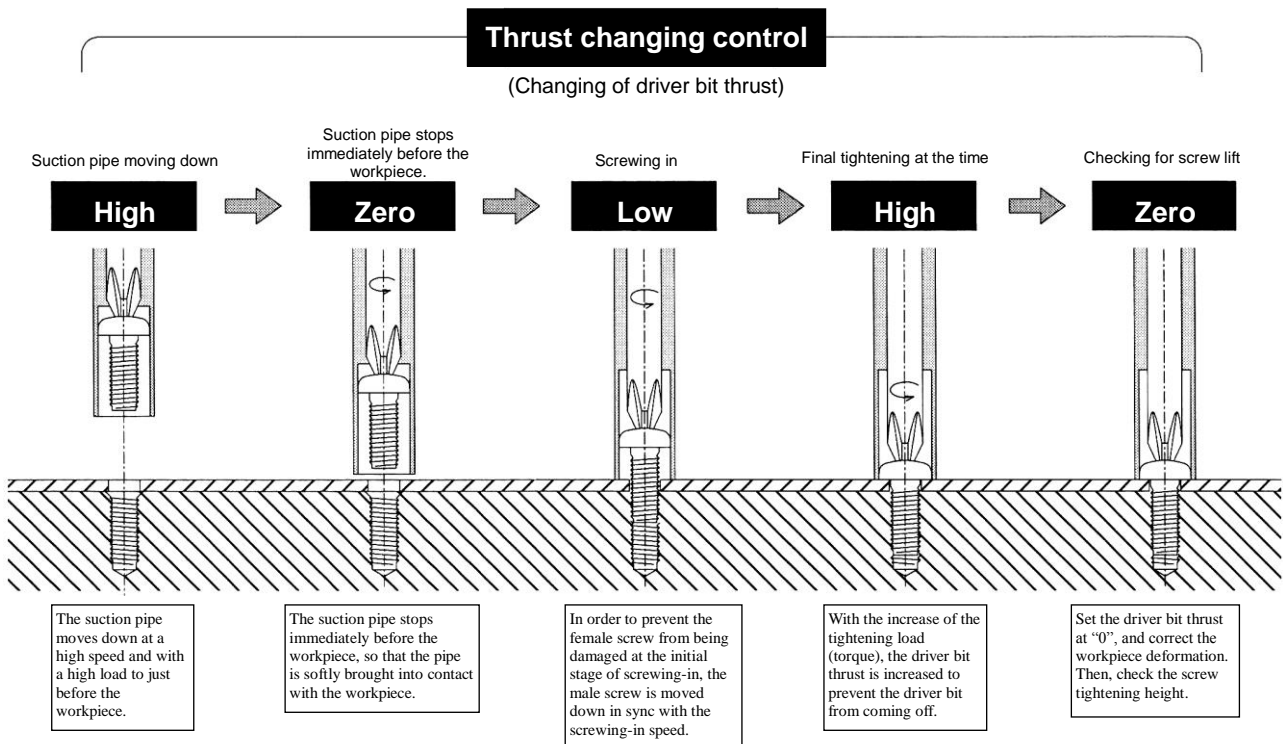 Thrust changing control
(Changing of driver bit thrust)
Suction pipe moving down
High
Suction pipe stops
immediately before the
workpiece.
Zero
Screwing in
Low
Final tightening at the time
High
Checking for screw lift
Zero
The suction pipe
moves down at a
high speed and with
a high load to just
before the
workpiece.
The suction pipe stops
immediately before the
workpiece, so that the pipe
is softly brought into contact
with the workpiece.
In order to prevent the
female screw from being
damaged at the initial
stage of screwing-in, the
male screw is moved
down in sync with the
screwing-in speed.
With the increase of the
tightening load
(torque), the driver bit
thrust is increased to
prevent the driver bit
from coming off.
Set the driver bit thrust
at “0”, and correct the
workpiece deformation.
Then, check the screw
tightening height.